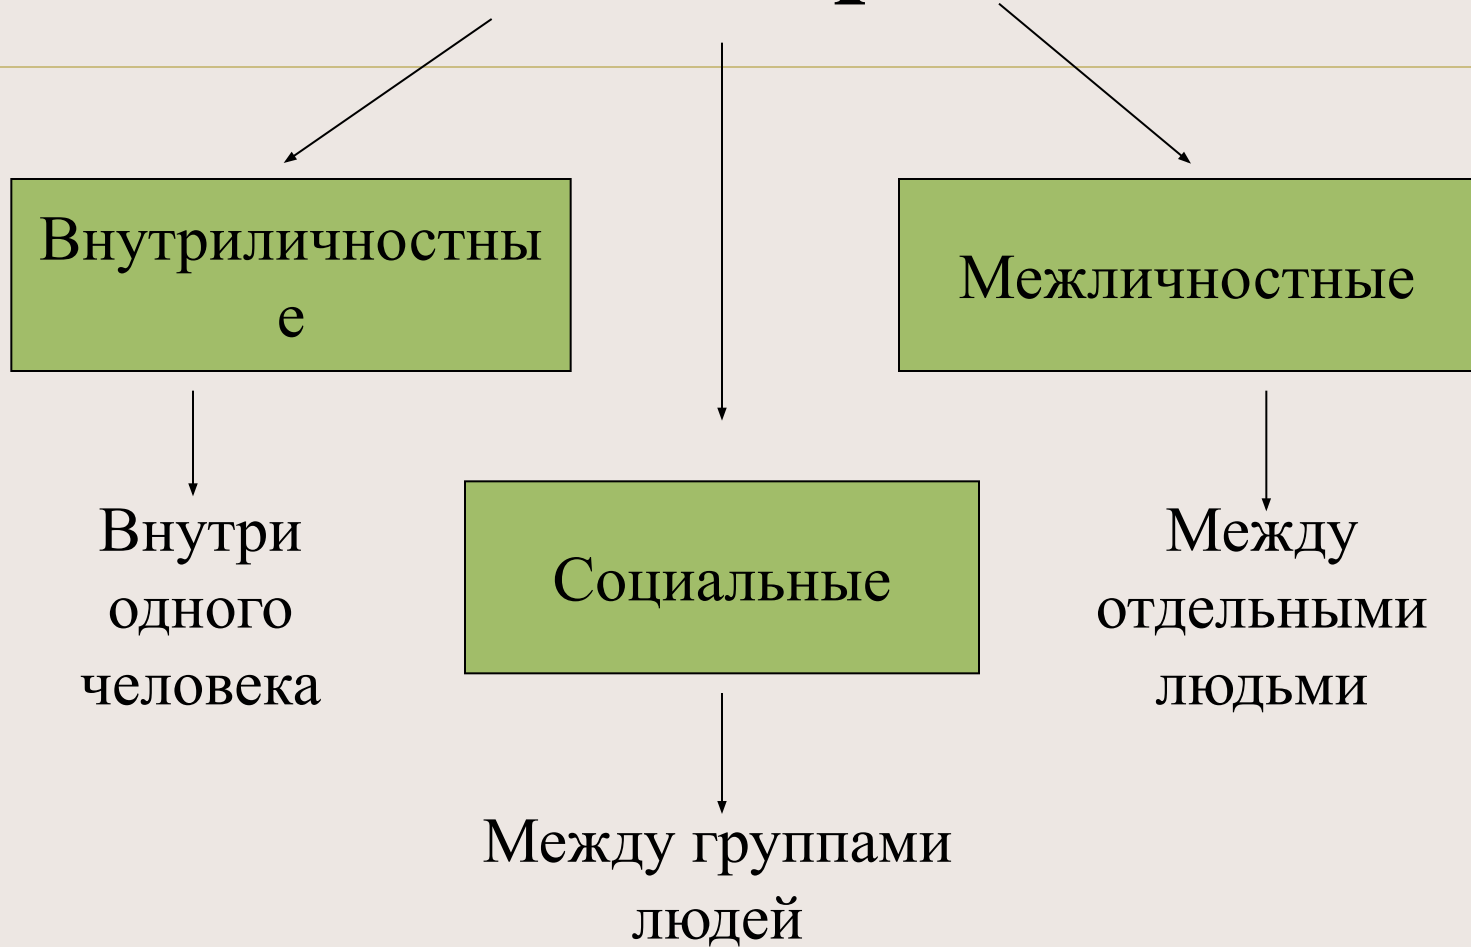 Внутриличностны
е
Межличностные
Внутри
одного
человека
Социальные
Между
отдельными
людьми
Между группами
людей